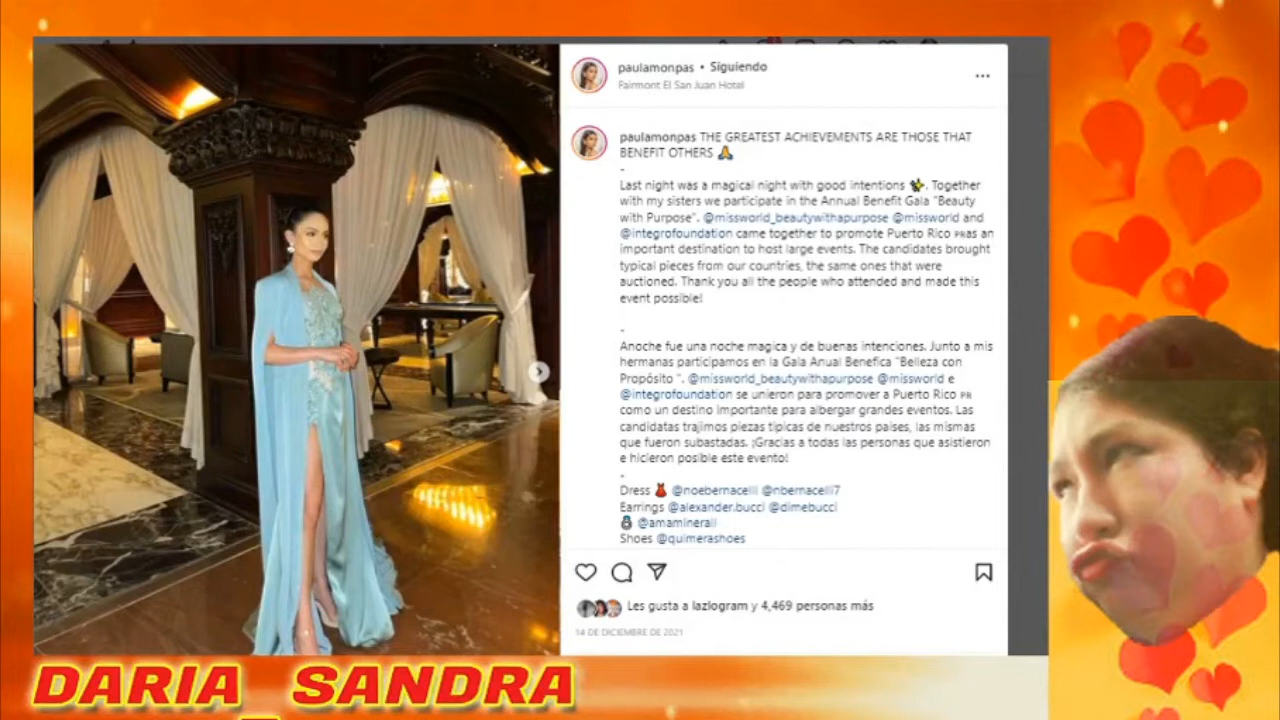 paulamonpas • Siguiendo
Fairmont El San Juan Hotel
paulamonpas THE GREATEST ACHIEVEMENTS ARE THOSE THAT
BENEFIT OTHERS 🙏
-
Last night was a magical night with good intentions ✨. Together
with my sisters we participate in the Annual Benefit Gala "Beauty
with Purpose". @missworld_beautywithapurpose @missworld and
@integrofoundation came together to promote Puerto Rico PRas an
important destination to host large events. The candidates brought
typical pieces from our countries, the same ones that were
auctioned. Thank you all the people who attended and made this
event possible!
-
Anoche fue una noche magica y de buenas intenciones. Junto a mis
hermanas participamos en la Gala Anual Benefica "Belleza con
Propósito ". @missworld_beautywithapurpose @missworld e
@integrofoundation se unieron para promover a Puerto Rico PR
como un destino importante para albergar grandes eventos. Las
candidatas trajimos piezas típicas de nuestros países, las mismas
que fueron subastadas. ¡Gracias a todas las personas que asistieron
e hicieron posible este evento!
-
Dress 👗 @noebernacelli @nbernacelli7
Earrings @alexander.bucci @dimebucci
💍 @amaminerall
Shoes @quimerashoes
Les gusta a lazlogram y 4,469 personas más
14 DE DICIEMBRE DE 2021
DARIA SANDRA